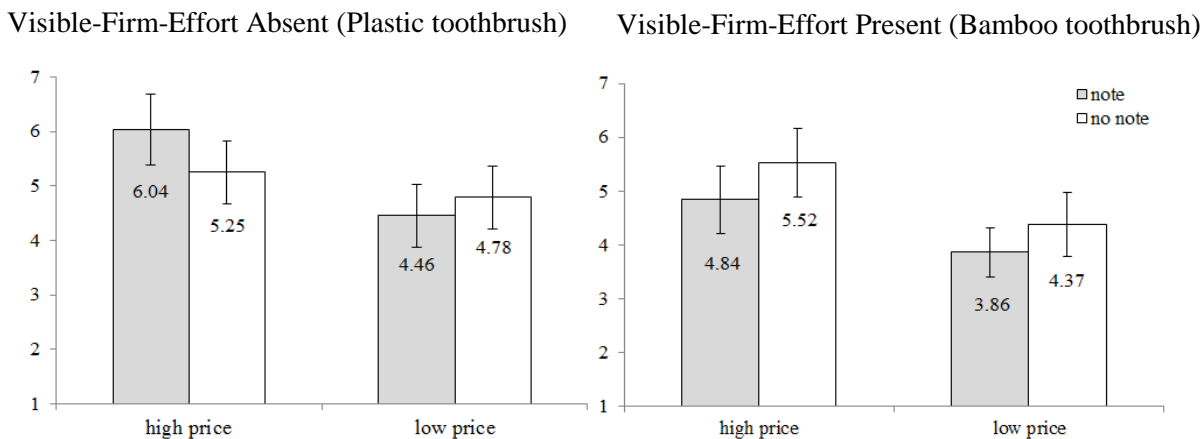 Visible-Firm-Effort Absent (Plastic toothbrush)
7
6
5
4
3
2
1
6.04
5.25
4.46
4.78
high price
low price
Visible-Firm-Effort Present (Bamboo toothbrush)
7
6
5
4
3
2
1
note
no note
4.84
5.52
3.86
4.37
high price
low price